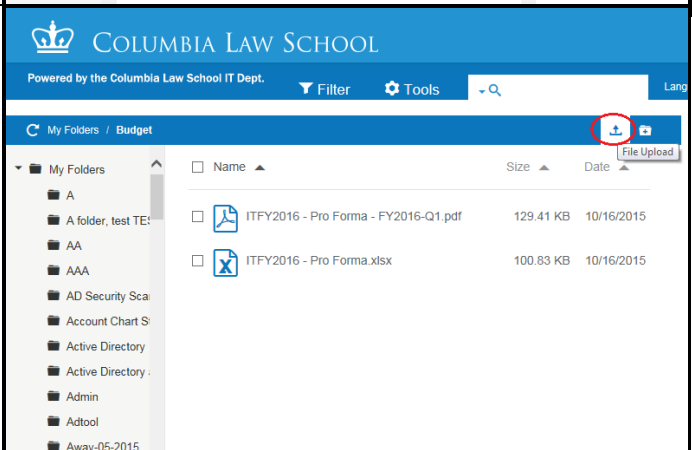 COLUMBIA LAW SCHOOL
Powered by the Columbia Law School IT Dept.
Filter
Tools
Lang
My Folders / Budget
File Upload
My Folders
Name
Size
Date
A
A folder, test TES
ITFY2016 - Pro Forma - FY2016-Q1.pdf 129.41 KB 10/16/2015
AA
ITFY2016 - Pro Forma.xlsx 100.83 KB 10/16/2015
AAA
AD Security Scan
Account Chart St
Active Directory
Active Directory
Admin
Adtool
Away-05-2015